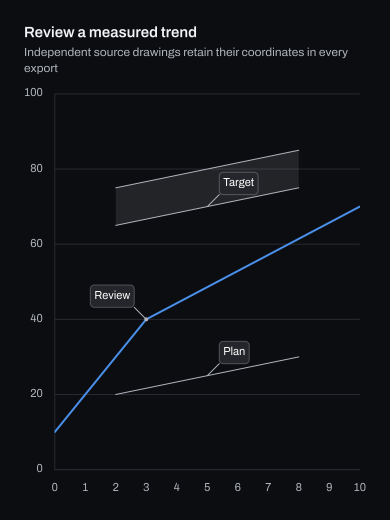 Review a measured trend
Independent source drawings retain their coordinates in every
export
100
80
Target
60
Review
40
Plan
20
0
0 1 2 3 4 5 6 7 8 9 10